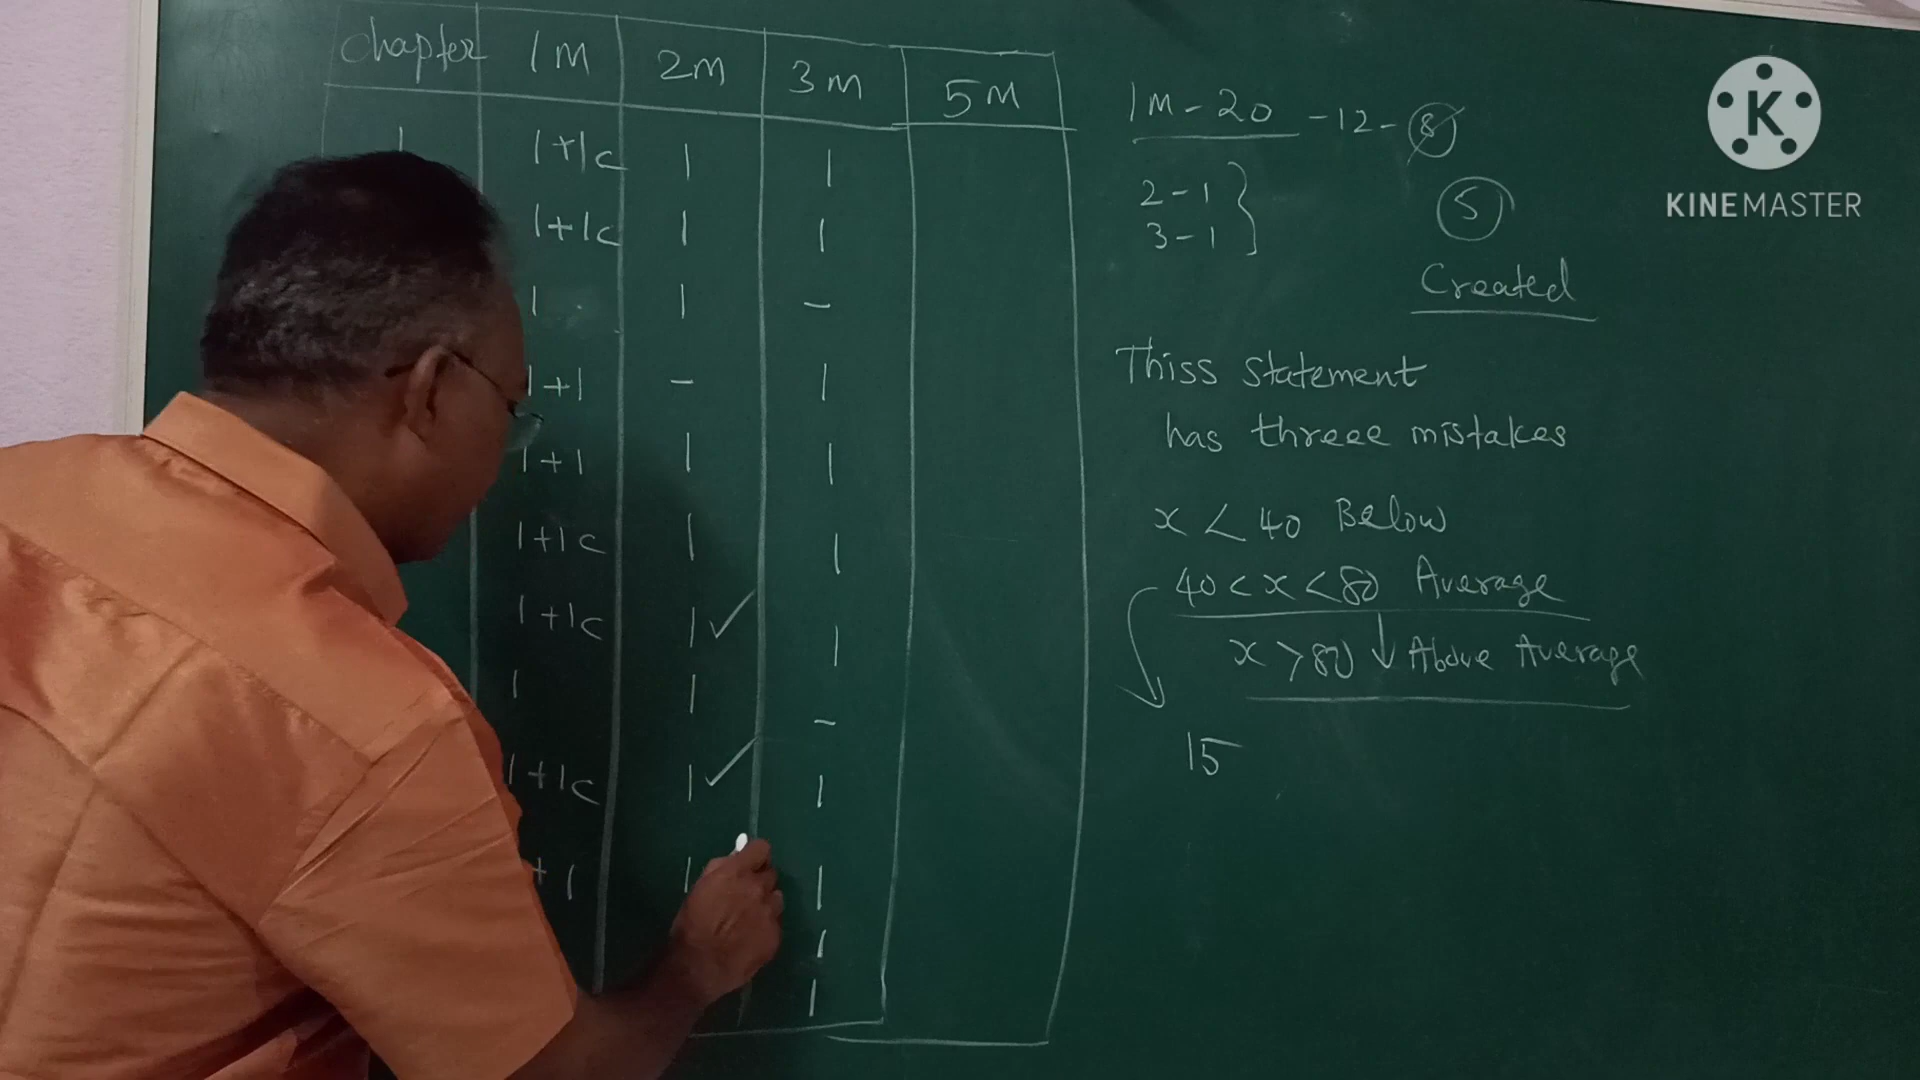 chapter 1M 2M 3M 5M
1 1+1c 1 1
1+1c 1 1
1 1 -
1+1 - 1
1+1 1 1
1+1c 1 1
1+1c 1✓ 1
1 1 -
1+1c 1✓ 1
+1 1 1
1
1
1M-20 -12-8
2-1
3-1
5
Created
Thiss Statement
has threee mistakes
x < 40 Below
40 < x < 80 Average
x > 80 ↓ Above Average
15
K
KINEMASTER